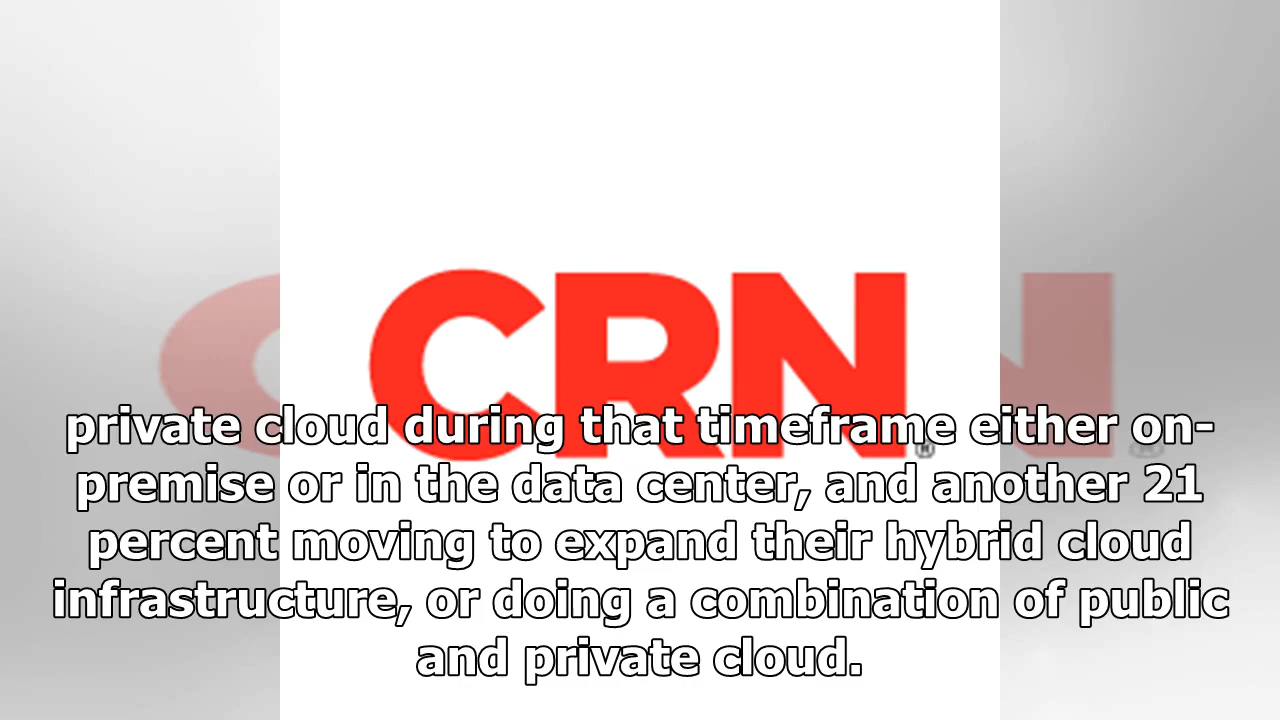 CRN
®
private cloud during that timeframe either on-
premise or in the data center, and another 21
percent moving to expand their hybrid cloud
infrastructure, or doing a combination of public
and private cloud.